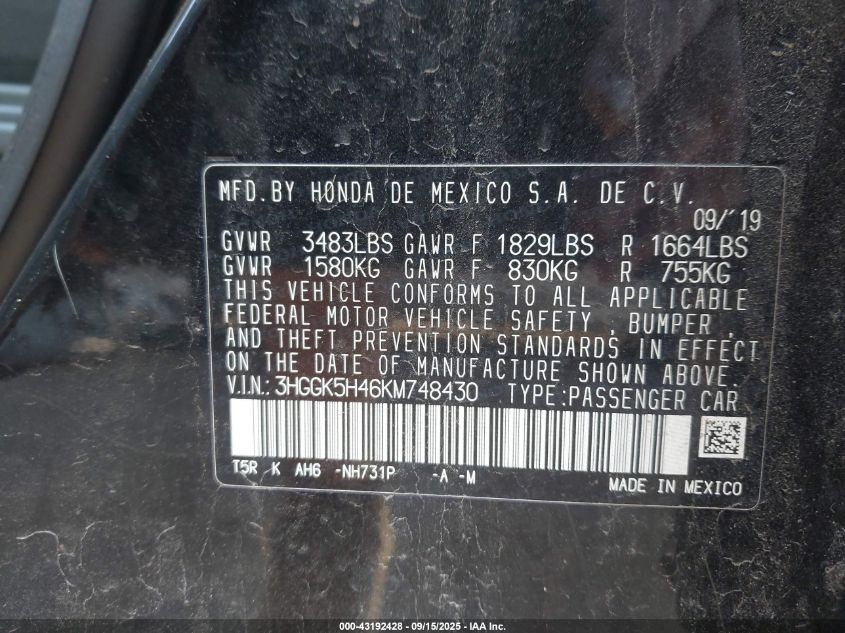 MFD.BY HONDA DE MEXICO S.A. DE C.V.
09/'19
GVWR 3483LBS GAWR F 1829LBS R 1664LBS
GVWR 1580KG GAWR F 830KG R 755KG
THIS VEHICLE CONFORMS TO ALL APPLICABLE
FEDERAL MOTOR VEHICLE SAFETY , BUMPER ,
AND THEFT PREVENTION STANDARDS IN EFFECT
ON THE DATE OF MANUFACTURE SHOWN ABOVE.
V.I.N.: 3HGGK5H46KM748430 TYPE:PASSENGER CAR
T5R K AH6 -NH731P -A -M
MADE IN MEXICO
000-43192428 - 09/15/2025 - IAA Inc.